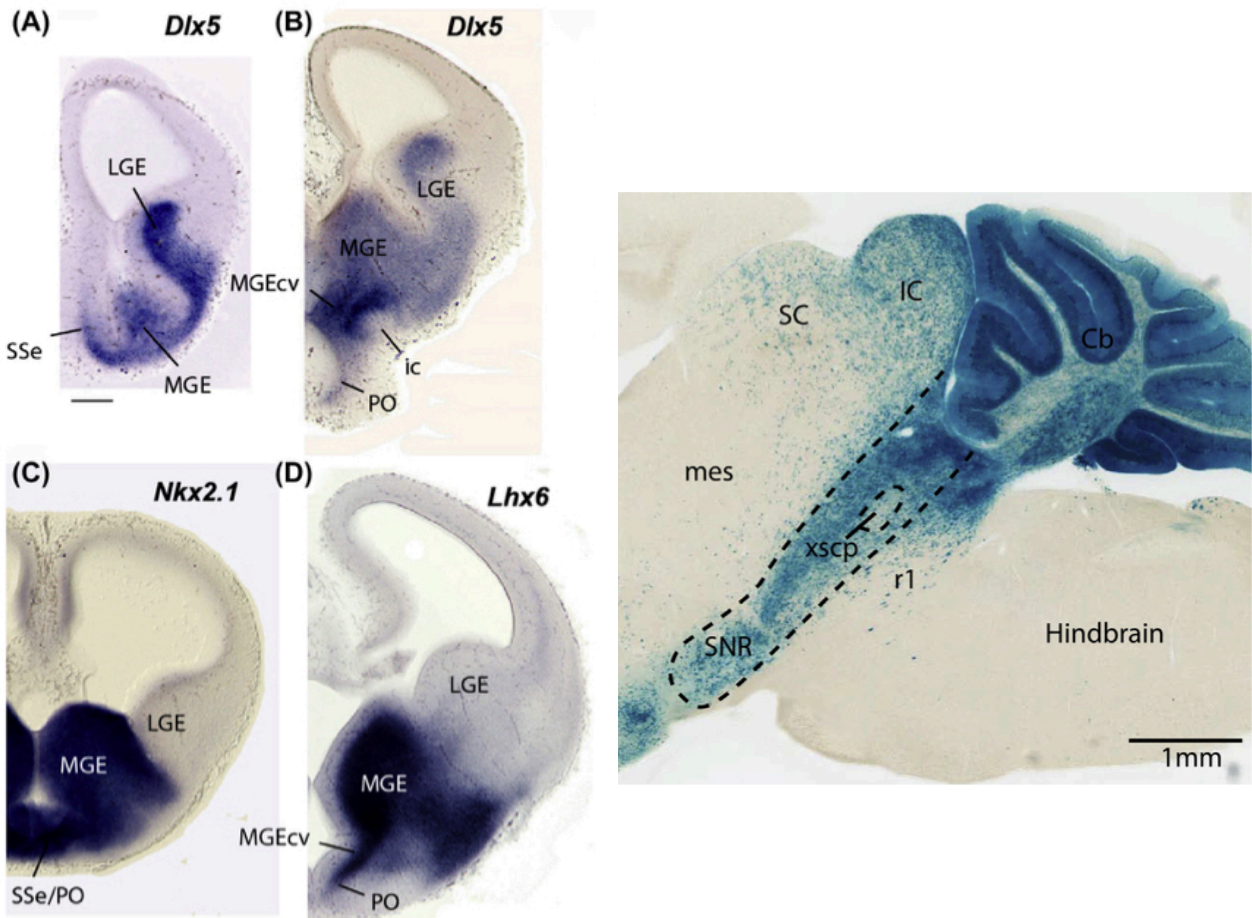 (A)
Dlx5
LGE
SSe
MGE
(B)
Dlx5
LGE
MGE
MGEcv
ic
PO
(C)
Nkx2.1
LGE
MGE
SSe/PO
(D)
Lhx6
LGE
MGE
MGEcv
PO
SC
IC
Cb
mes
xscp
r1
SNR
Hindbrain
1mm